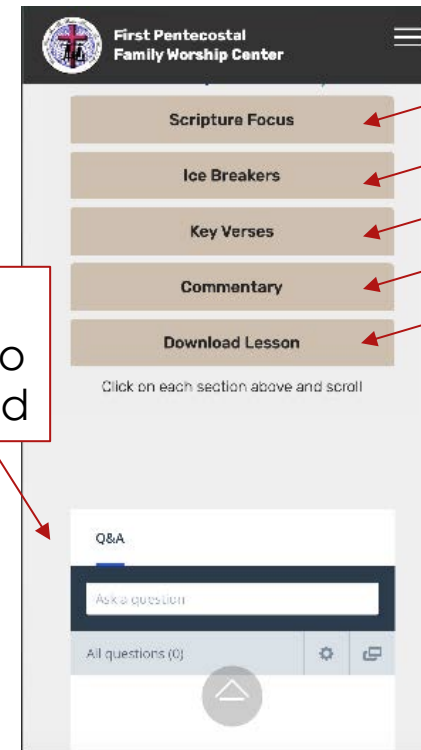 First Pentecostal
Family Worship Center
Scripture Focus
Ice Breakers
Key Verses
Commentary
Download Lesson
Click on each section above and scroll
Q&A
Ask a question
All questions (0)